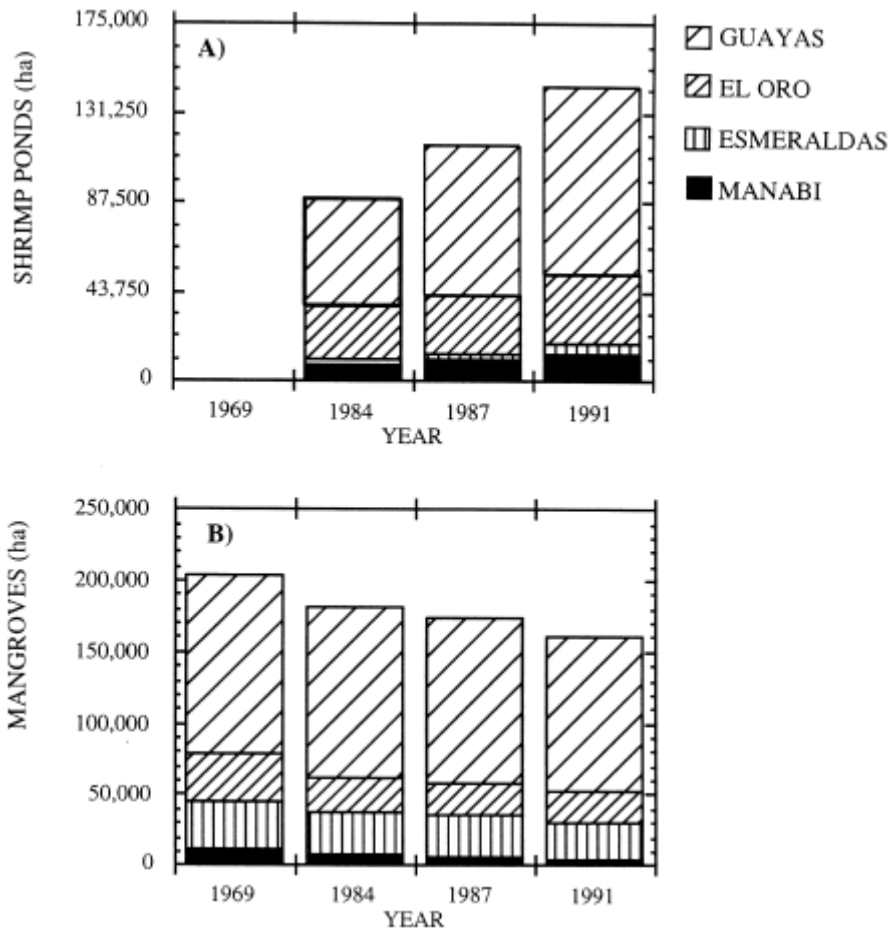 175,000
A)
131,250
87,500
43,750
0
SHRIMP PONDS (ha)
1969 1984 1987 1991
YEAR
GUAYAS
EL ORO
ESMERALDAS
MANABI
250,000
B)
200,000
150,000
100,000
50,000
0
MANGROVES (ha)
1969 1984 1987 1991
YEAR